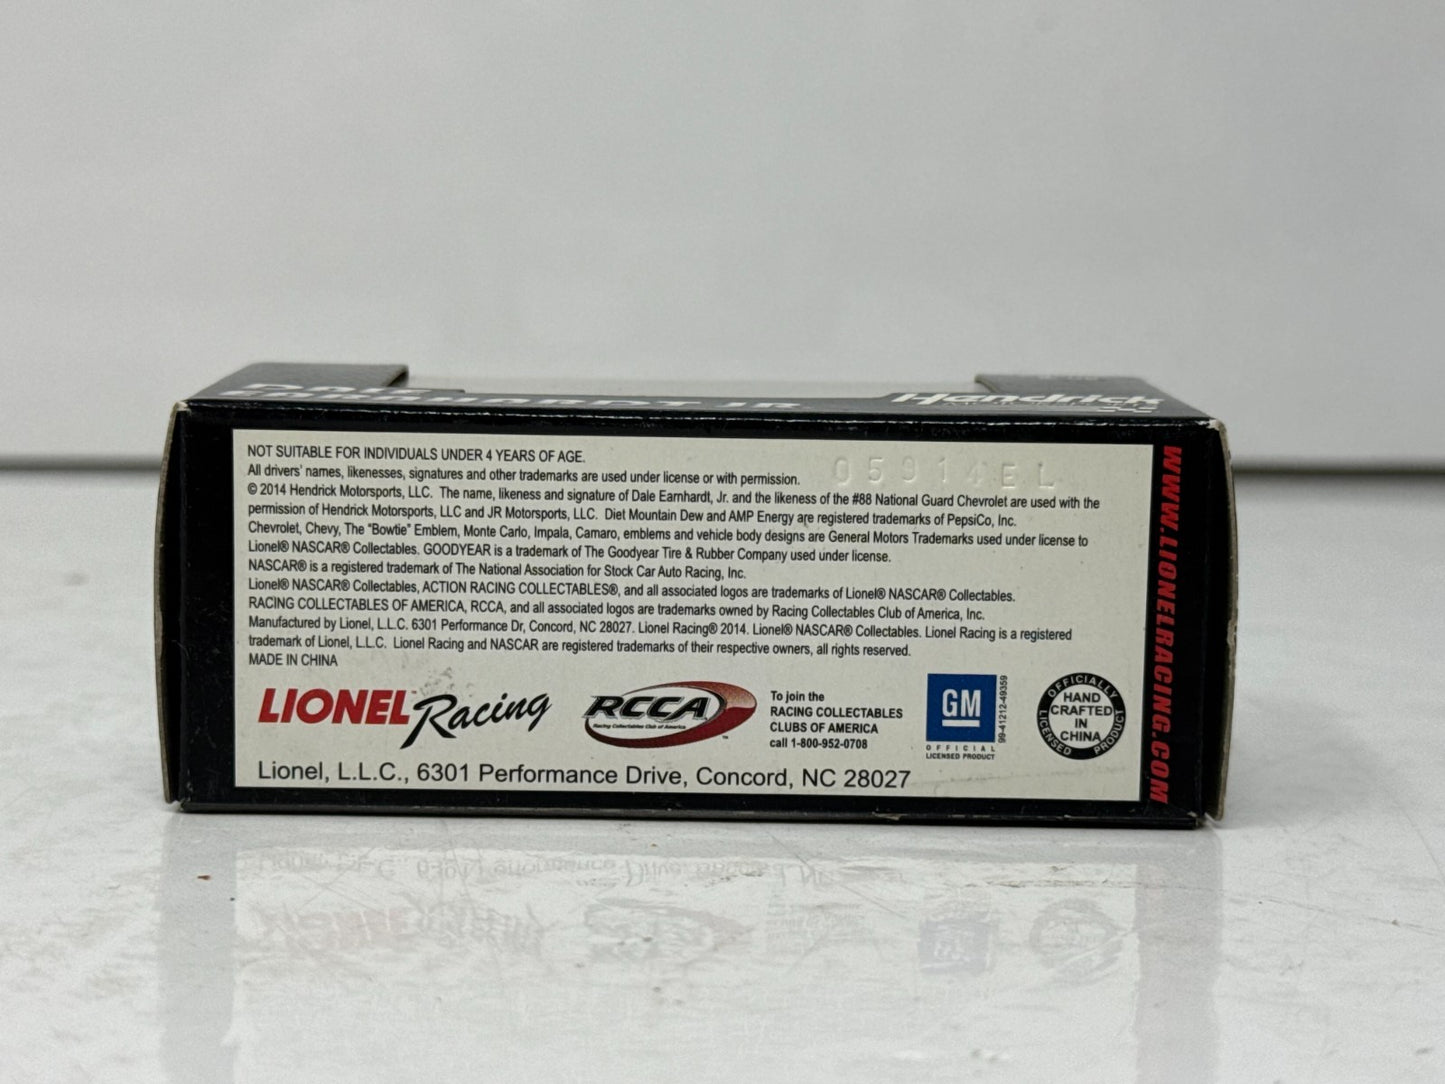 DALE
EARNHARDT JR.
Hendrick
NOT SUITABLE FOR INDIVIDUALS UNDER 4 YEARS OF AGE.
All drivers' names, likenesses, signatures and other trademarks are used under license or with permission.
05914EL
© 2014 Hendrick Motorsports, LLC. The name, likeness and signature of Dale Earnhardt, Jr. and the likeness of the #88 National Guard Chevrolet are used with the
permission of Hendrick Motorsports, LLC and JR Motorsports, LLC. Diet Mountain Dew and AMP Energy are registered trademarks of PepsiCo, Inc.
Chevrolet, Chevy, The "Bowtie" Emblem, Monte Carlo, Impala, Camaro, emblems and vehicle body designs are General Motors Trademarks used under license to
Lionel® NASCAR® Collectables. GOODYEAR is a trademark of The Goodyear Tire & Rubber Company used under license.
NASCAR® is a registered trademark of The National Association for Stock Car Auto Racing, Inc.
Lionel® NASCAR® Collectables, ACTION RACING COLLECTABLES®, and all associated logos are trademarks of Lionel® NASCAR® Collectables.
RACING COLLECTABLES OF AMERICA, RCCA, and all associated logos are trademarks owned by Racing Collectables Club of America, Inc.
Manufactured by Lionel, L.L.C. 6301 Performance Dr, Concord, NC 28027. Lionel Racing® 2014. Lionel® NASCAR® Collectables. Lionel Racing is a registered
trademark of Lionel, L.L.C. Lionel Racing and NASCAR are registered trademarks of their respective owners, all rights reserved.
MADE IN CHINA
LIONEL Racing
RCCA
Racing Collectables Club of America
™
To join the
RACING COLLECTABLES
CLUBS OF AMERICA
call 1-800-952-0708
GM
OFFICIAL
LICENSED PRODUCT
99-41212-49359
OFFICIALLY
HAND
CRAFTED
IN
CHINA
LICENSED PRODUCT
Lionel, L.L.C., 6301 Performance Drive, Concord, NC 28027
WWW.LIONELRACING.COM